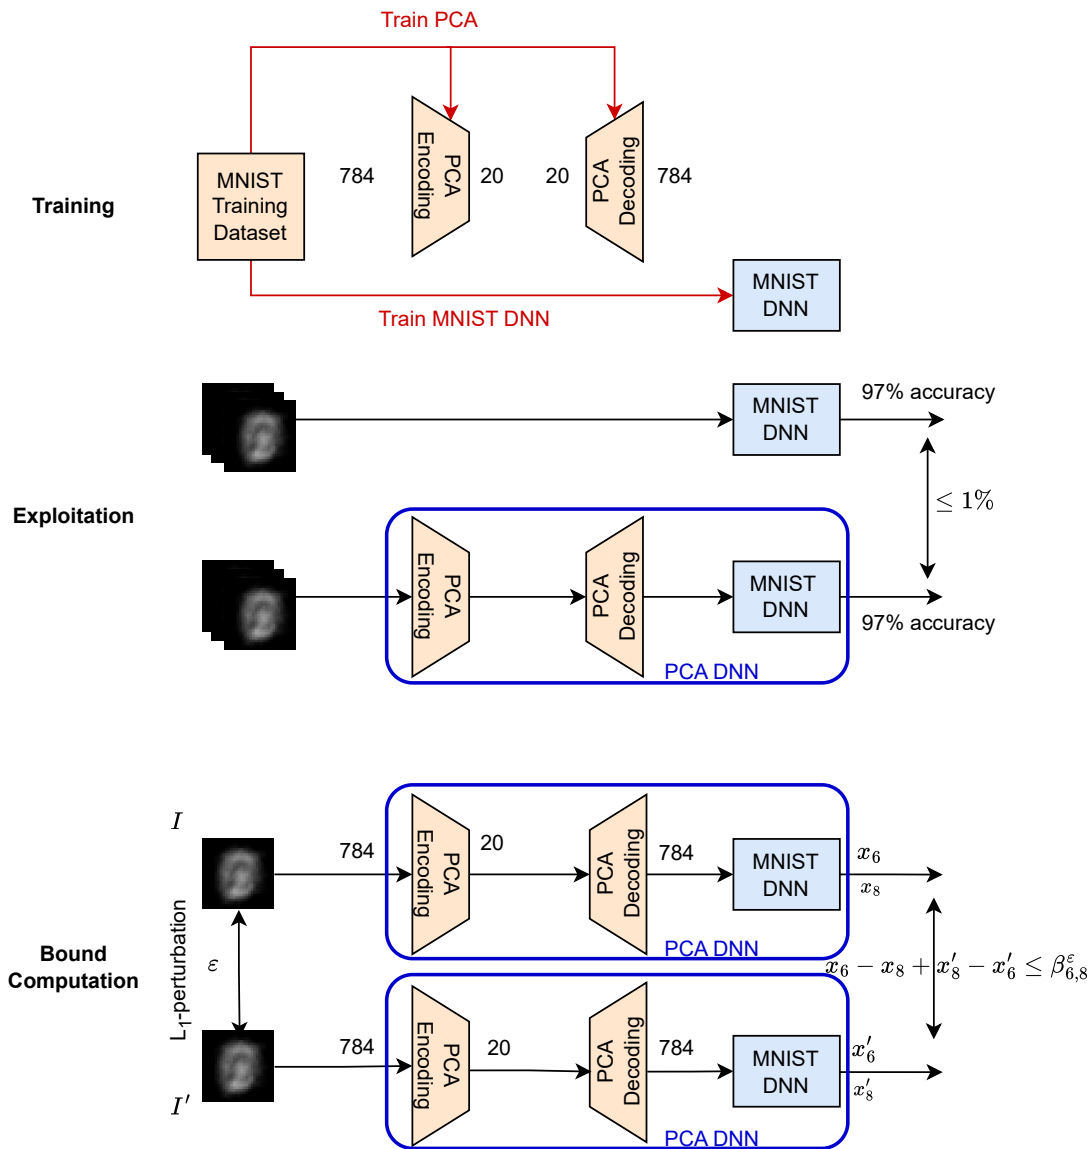 Train PCA
MNIST
Training
Dataset
784
PCA
Encoding
20
20
PCA
Decoding
784
Training
Train MNIST DNN
MNIST
DNN
MNIST
DNN
97% accuracy
≤ 1%
Exploitation
PCA
Encoding
PCA
Decoding
MNIST
DNN
97% accuracy
PCA DNN
I
784
PCA
Encoding
20
PCA
Decoding
784
MNIST
DNN
x₆
x₈
PCA DNN
Bound
Computation
L₁-pturbation
ε
x₆ − x₈ + x′₈ − x′₆ ≤ β^ε_{6,8}
I′
784
PCA
Encoding
20
PCA
Decoding
784
MNIST
DNN
x′₆
x′₈
PCA DNN